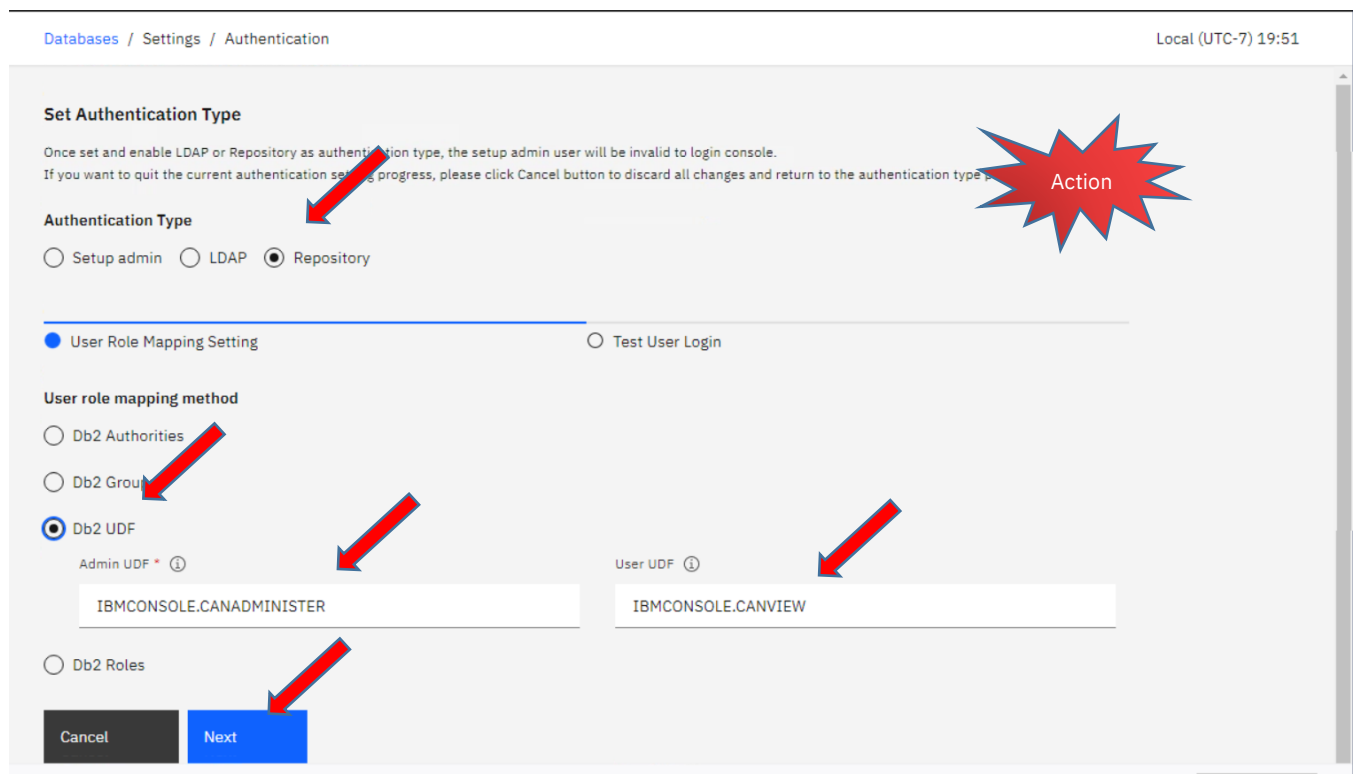 Databases / Settings / Authentication
Local (UTC-7) 19:51
Set Authentication Type
Once set and enable LDAP or Repository as authentication type, the setup admin user will be invalid to login console.
If you want to quit the current authentication setting progress, please click Cancel button to discard all changes and return to the authentication type
Action
Authentication Type
Setup admin LDAP Repository
User Role Mapping Setting
Test User Login
User role mapping method
Db2 Authorities
Db2 Group
Db2 UDF
Admin UDF *
User UDF
IBMCONSOLE.CANADMINISTER
IBMCONSOLE.CANVIEW
Db2 Roles
Cancel
Next